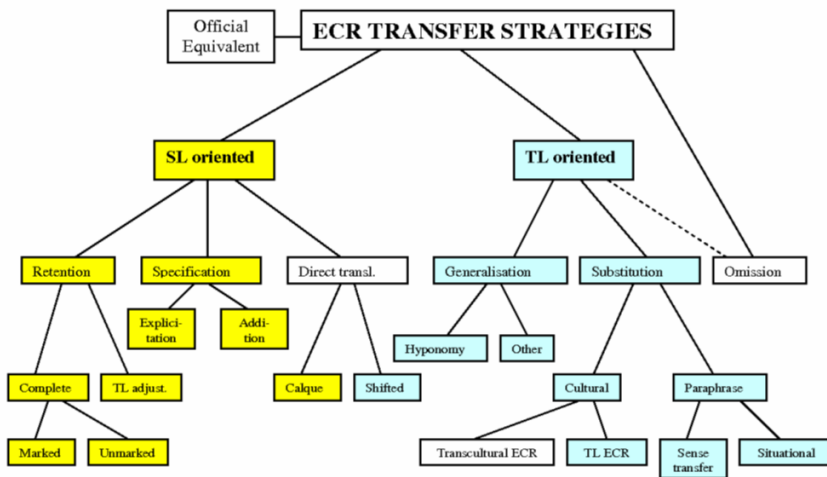 Official
Equivalent
ECR TRANSFER STRATEGIES
SL oriented
TL oriented
Retention
Specification
Direct transl.
Generalisation
Substitution
Omission
Explici-
tation
Addi-
tion
Hyponomy
Other
Complete
TL adjust.
Calque
Shifted
Cultural
Paraphrase
Marked
Unmarked
Transcultural ECR
TL ECR
Sense
transfer
Situational